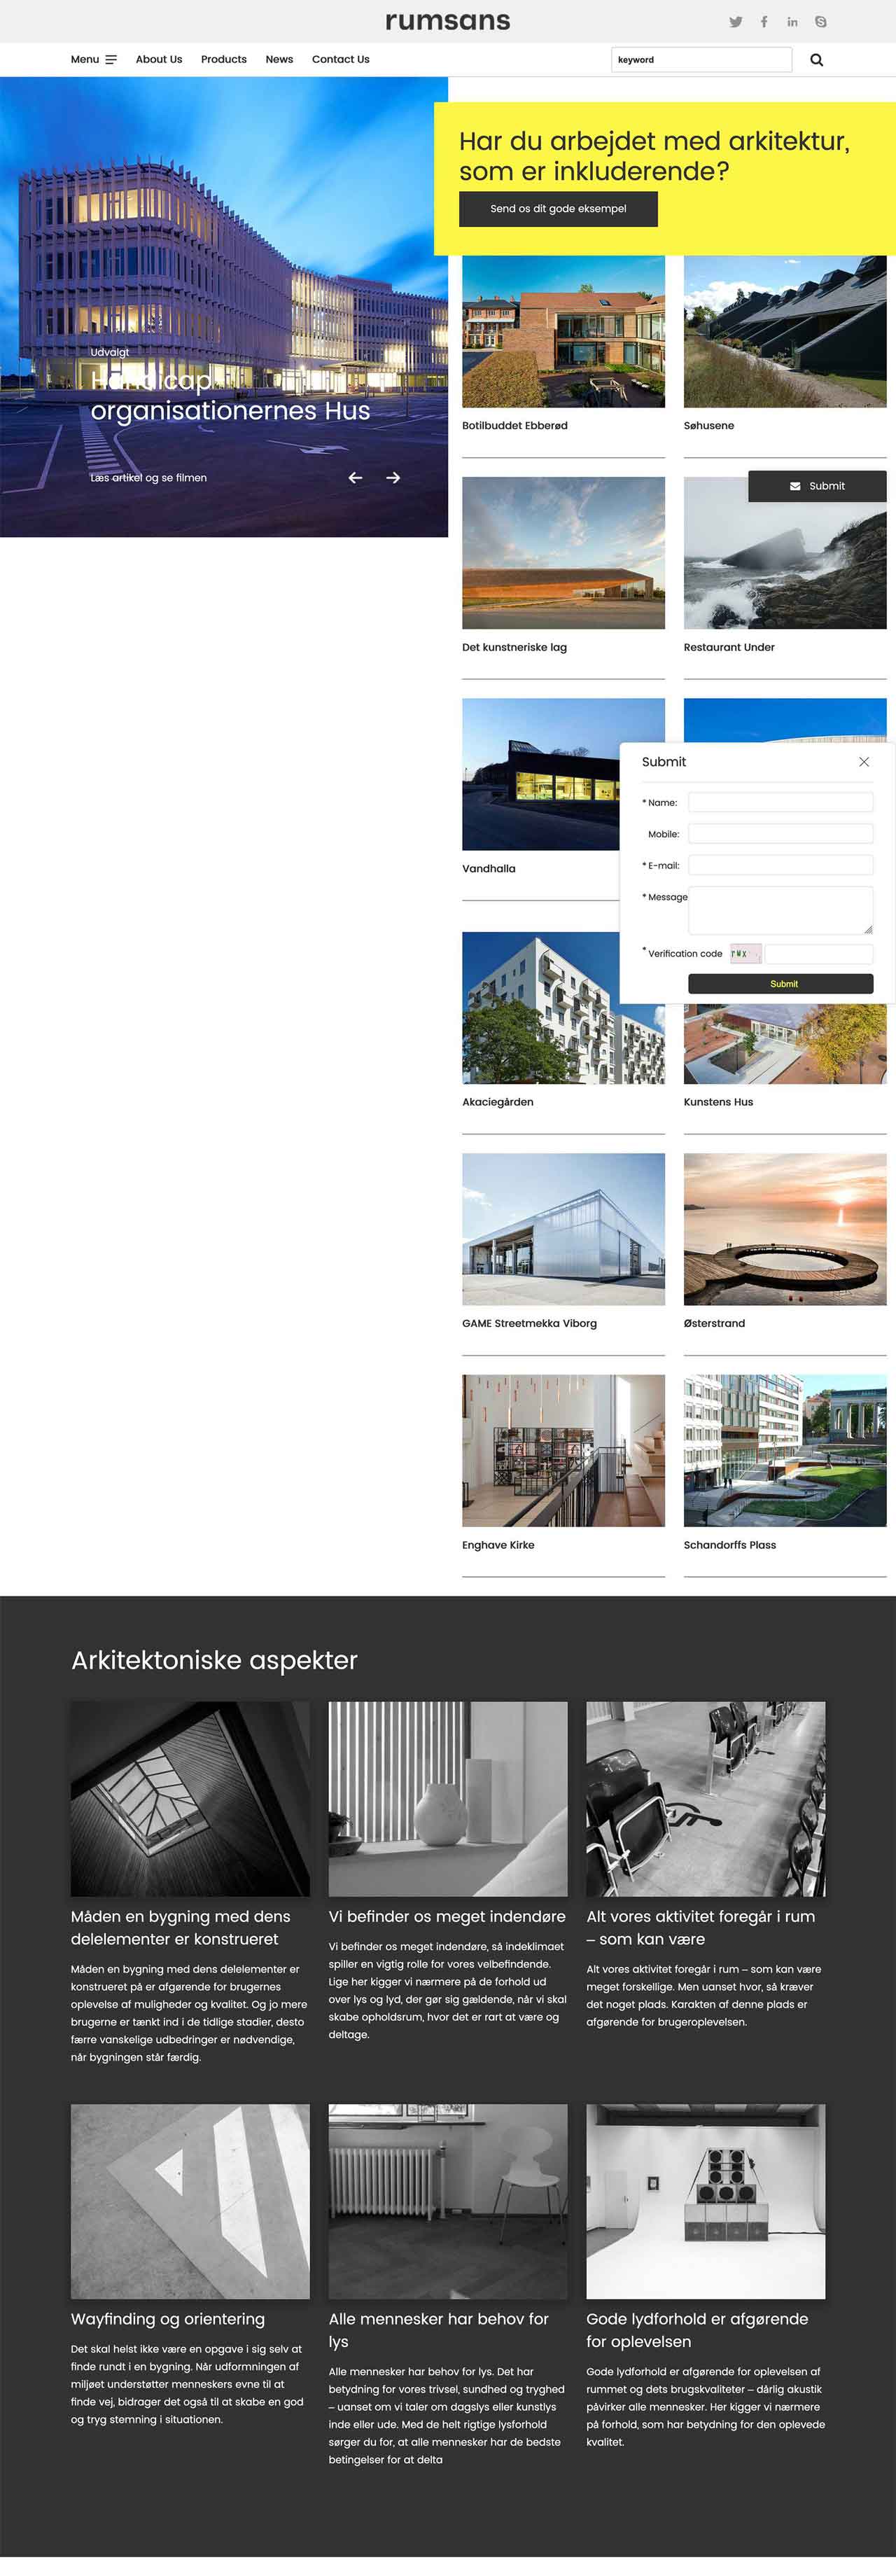 rumsans
Menu
About Us
Products
News
Contact Us
keyword
Har du arbejdet med arkitektur,
som er inkluderende?
Send os dit gode eksempel
Udvalgt
Handicap
organisationernes Hus
Læs artikel og se filmen
Botilbuddet Ebberød
Søhusene
Submit
Det kunstneriske lag
Restaurant Under
Vandhalla
Submit
* Name:
Mobile:
* E-mail:
* Message
* Verification code
Submit
Akaciegården
Kunstens Hus
GAME Streetmekka Viborg
Østerstrand
Enghave Kirke
Schandorffs Plass
Arkitektoniske aspekter
Måden en bygning med dens
delelementer er konstrueret
Måden en bygning med dens delelementer er
konstrueret på er afgørende for brugernes
oplevelse af muligheder og kvalitet. Og jo mere
brugerne er tænkt ind i de tidlige stadier, desto
færre vanskelige udbedringer er nødvendige,
når bygningen står færdig.
Vi befinder os meget indendøre
Vi befinder os meget indendøre, så indeklimaet
spiller en vigtig rolle for vores velbefindende.
Lige her kigger vi nærmere på de forhold ud
over lys og lyd, der gør sig gældende, når vi skal
skabe opholdsrum, hvor det er rart at være og
deltage.
Alt vores aktivitet foregår i rum
– som kan være
Alt vores aktivitet foregår i rum – som kan være
meget forskellige. Men uanset hvor, så kræver
det noget plads. Karakten af denne plads er
afgørende for brugeroplevelsen.
Wayfinding og orientering
Det skal helst ikke være en opgave i sig selv at
finde rundt i en bygning. Når udformningen af
miljøet understøtter menneskers evne til at
finde vej, bidrager det også til at skabe en god
og tryg stemning i situationen.
Alle mennesker har behov for
lys
Alle mennesker har behov for lys. Det har
betydning for vores trivsel, sundhed og tryghed
– uanset om vi taler om dagslys eller kunstlys
inde eller ude. Med de helt rigtige lysforhold
sørger du for, at alle mennesker har de bedste
betingelser for at delta
Gode lydforhold er afgørende
for oplevelsen
Gode lydforhold er afgørende for oplevelsen af
rummet og dets brugskvaliteter – dårlig akustik
påvirker alle mennesker. Her kigger vi nærmere
på forhold, som har betydning for den oplevede
kvalitet.